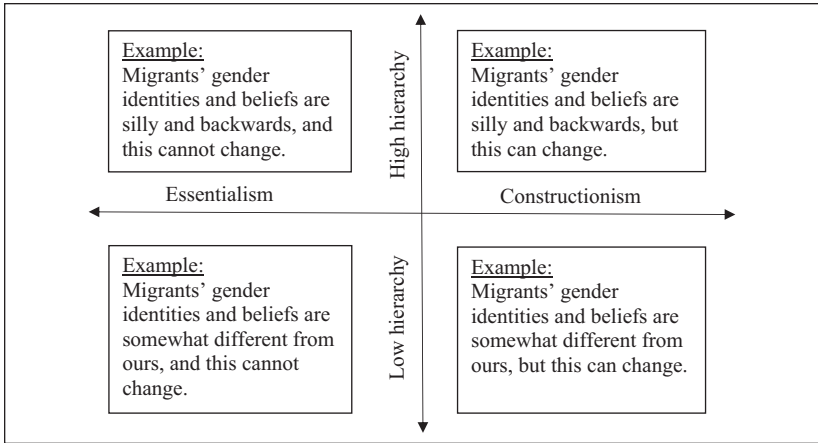 Example:
Migrants’ gender
identities and beliefs are
silly and backwards, and
this cannot change.
High hierarchy
Example:
Migrants’ gender
identities and beliefs are
silly and backwards, but
this can change.
Essentialism
Constructionism
Example:
Migrants’ gender
identities and beliefs are
somewhat different from
ours, and this cannot
change.
Low hierarchy
Example:
Migrants’ gender
identities and beliefs are
somewhat different from
ours, but this can change.